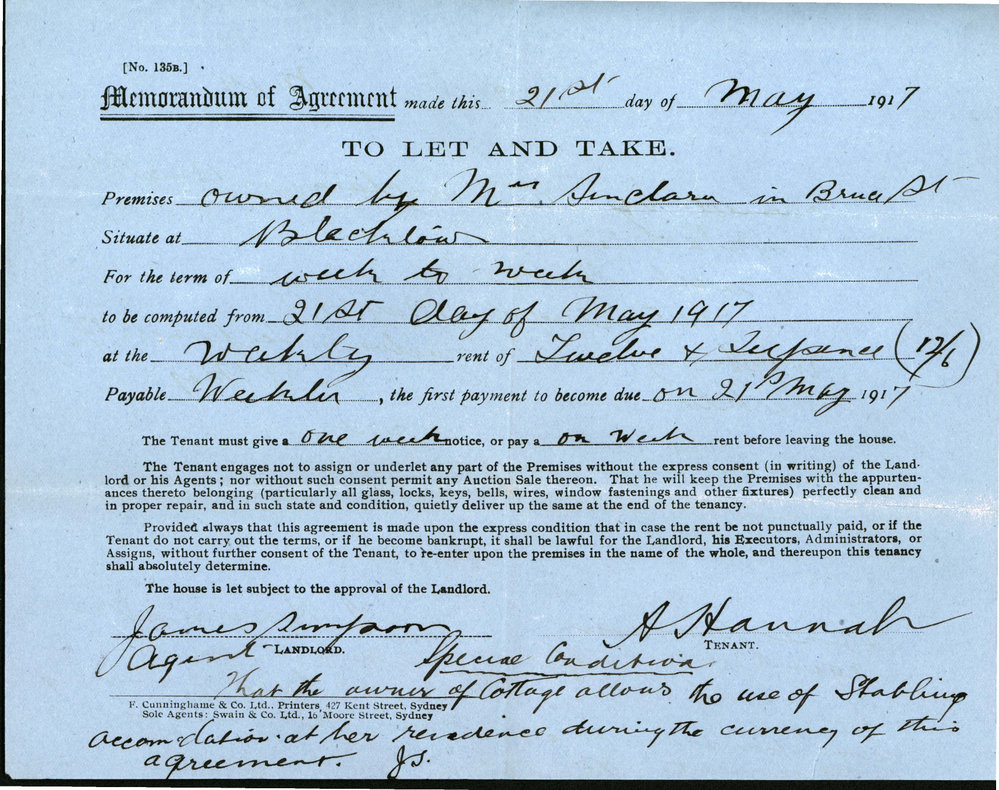 [No. 135B.]
Memorandum of Agreement made this 21st day of May 1917
TO LET AND TAKE.
Premises owned by Mrs. Sinclair in Bruce St
Situate at Blacktown
For the term of week to week
to be computed from 21st day of May 1917
at the Weekly rent of Twelve & (12/6)
Payable Weekly, the first payment to become due on 21st May 1917
The Tenant must give a one week notice, or pay a on Week rent before leaving the house.
The Tenant engages not to assign or underlet any part of the Premises without the express consent (in writing) of the Land-
lord or his Agents; nor without such consent permit any Auction Sale thereon. That he will keep the Premises with the appurten-
ances thereto belonging (particularly all glass, locks, keys, bells, wires, window fastenings and other fixtures) perfectly clean and
in proper repair, and in such state and condition, quietly deliver up the same at the end of the tenancy.
Provided always that this agreement is made upon the express condition that in case the rent be not punctually paid, or if the
Tenant do not carry out the terms, or if he become bankrupt, it shall be lawful for the Landlord, his Executors, Administrators, or
Assigns, without further consent of the Tenant, to re-enter upon the premises in the name of the whole, and thereupon this tenancy
shall absolutely determine.
The house is let subject to the approval of the Landlord.
James Simpson A Hannah
Agent LANDLORD. TENANT.
Special Condition
That the owner of Cottage allows the use of Stabling
F. Cunninghame & Co. Ltd., Printers, 427 Kent Street, Sydney
Sole Agents: Swain & Co. Ltd., 16 Moore Street, Sydney
accomdation at her residence during the currency of this
agreement. JS.